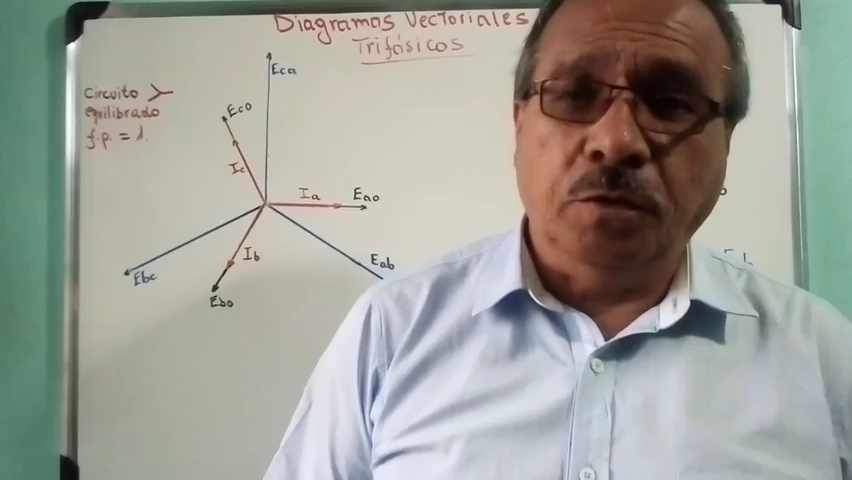 Diagramas Vectoriales
Trifásicos
Circuito
equilibrado
f.p. = 1.
Eca
Eco
Ic
Ia
Eao
Ib
Ebc
Ebo
Eab